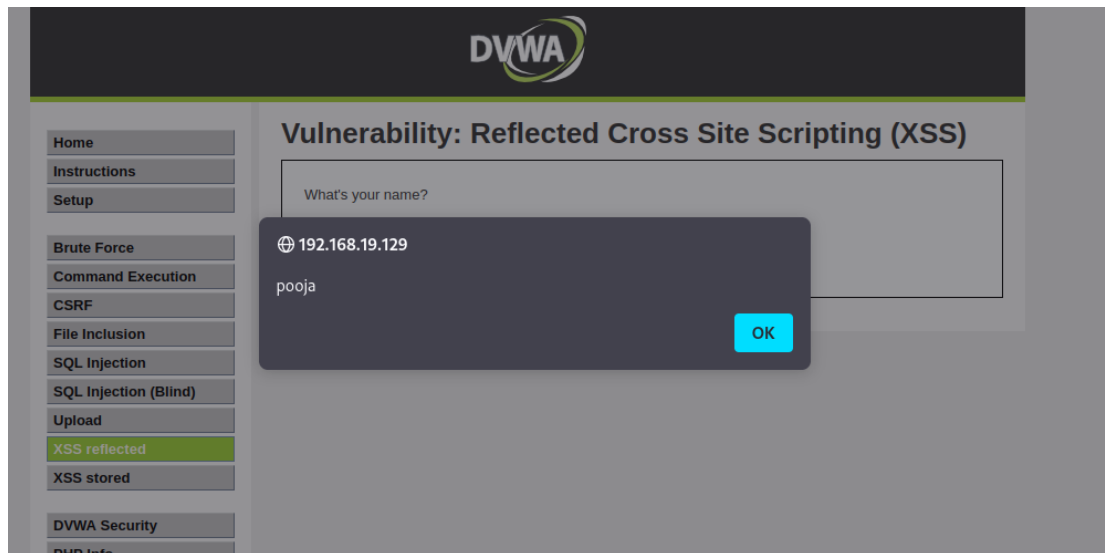 DVWA
Home
Instructions
Setup
Brute Force
Command Execution
CSRF
File Inclusion
SQL Injection
SQL Injection (Blind)
Upload
XSS reflected
XSS stored
DVWA Security
PHP Info
Vulnerability: Reflected Cross Site Scripting (XSS)
What's your name?
192.168.19.129
pooja
OK